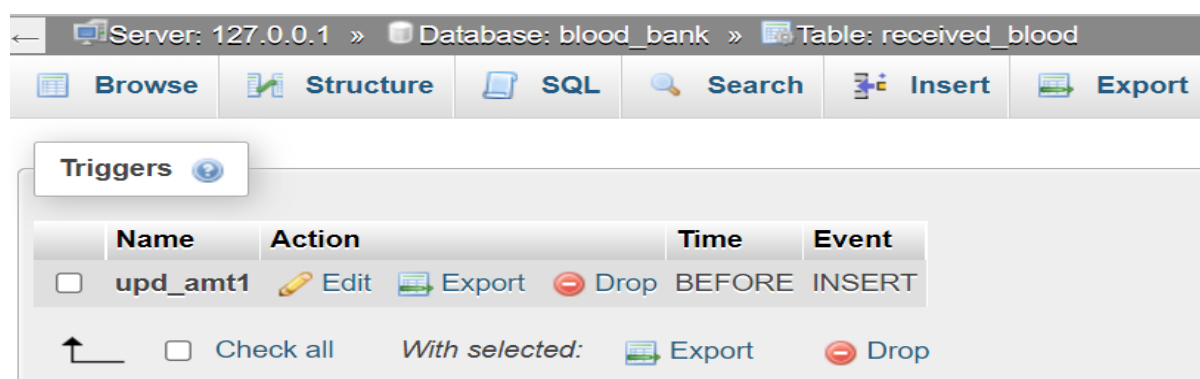 ← Server: 127.0.0.1 » Database: blood_bank » Table: received_blood
Browse Structure SQL Search Insert Export
Triggers
Name Action Time Event
upd_amt1 Edit Export Drop BEFORE INSERT
Check all With selected: Export Drop